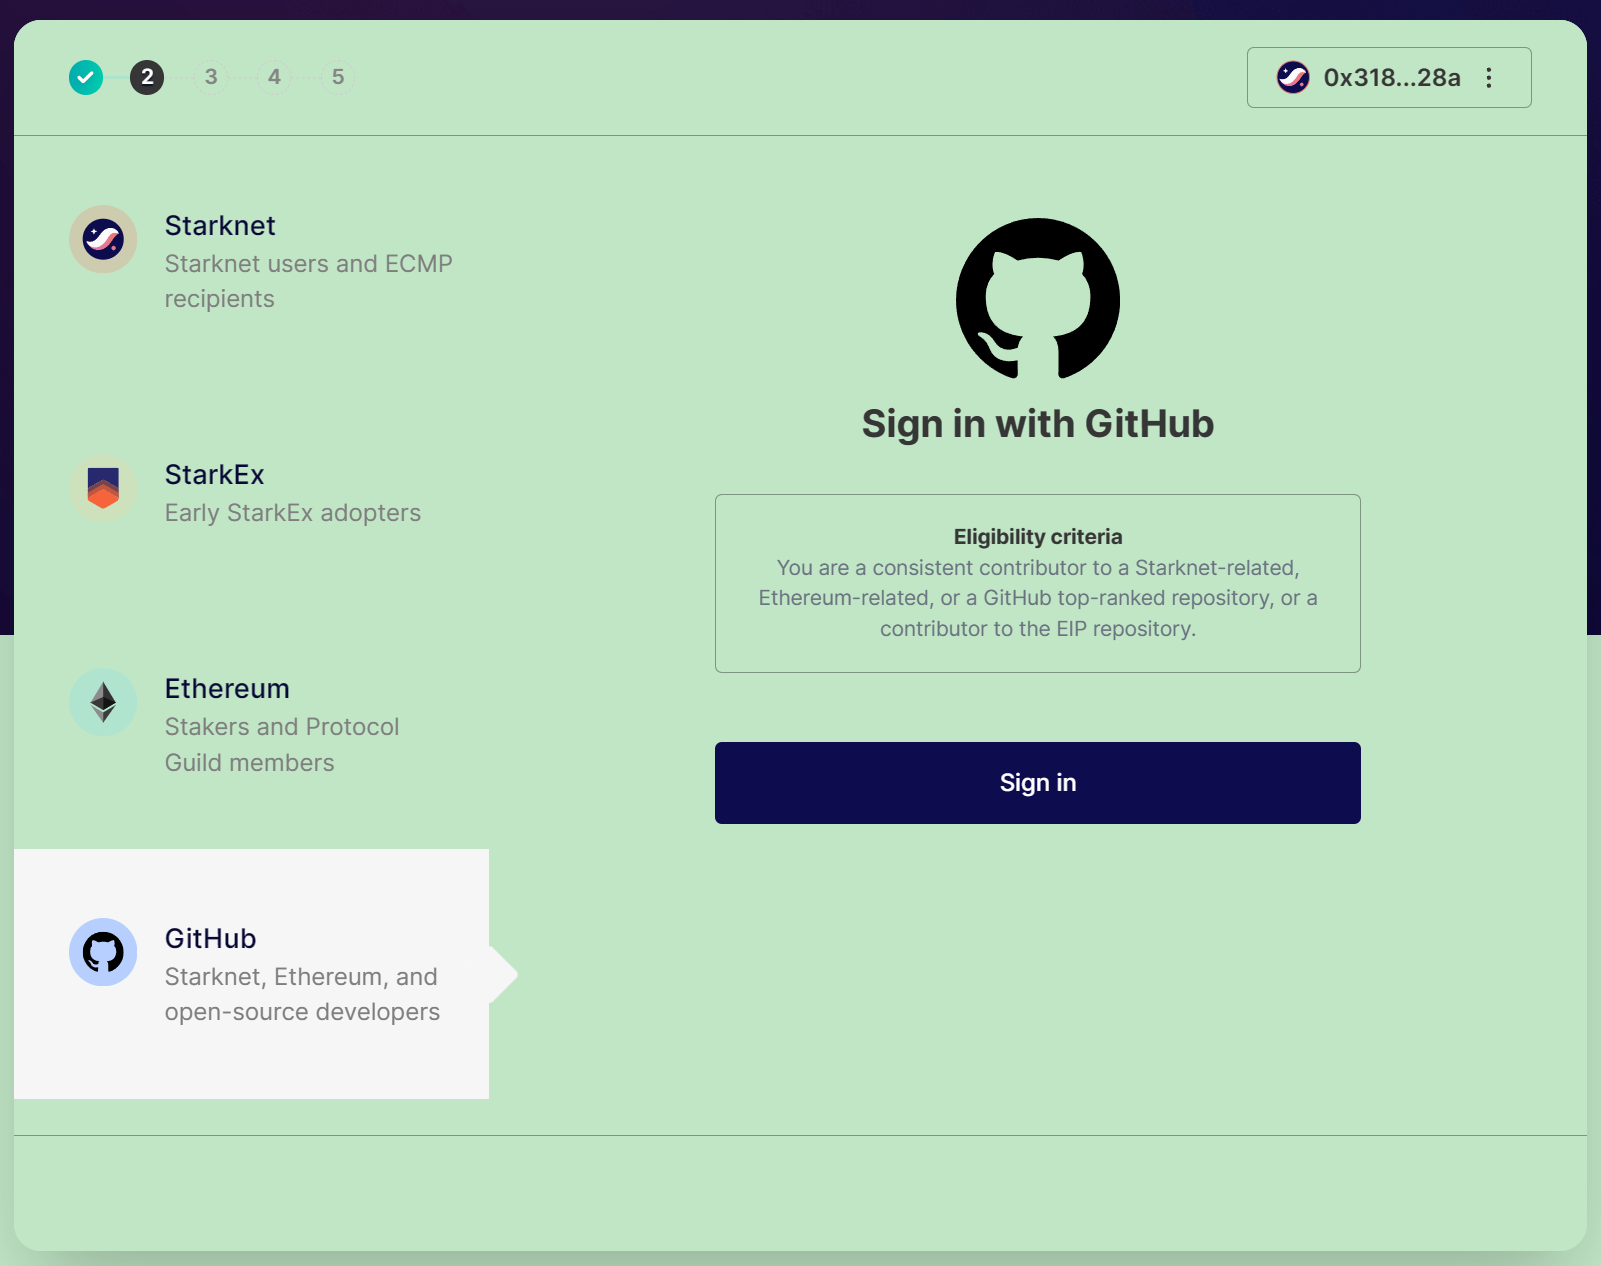 2 3 4 5
0x318...28a
Starknet
Starknet users and ECMP
recipients
StarkEx
Early StarkEx adopters
Ethereum
Stakers and Protocol
Guild members
GitHub
Starknet, Ethereum, and
open-source developers
Sign in with GitHub
Eligibility criteria
You are a consistent contributor to a Starknet-related,
Ethereum-related, or a GitHub top-ranked repository, or a
contributor to the EIP repository.
Sign in